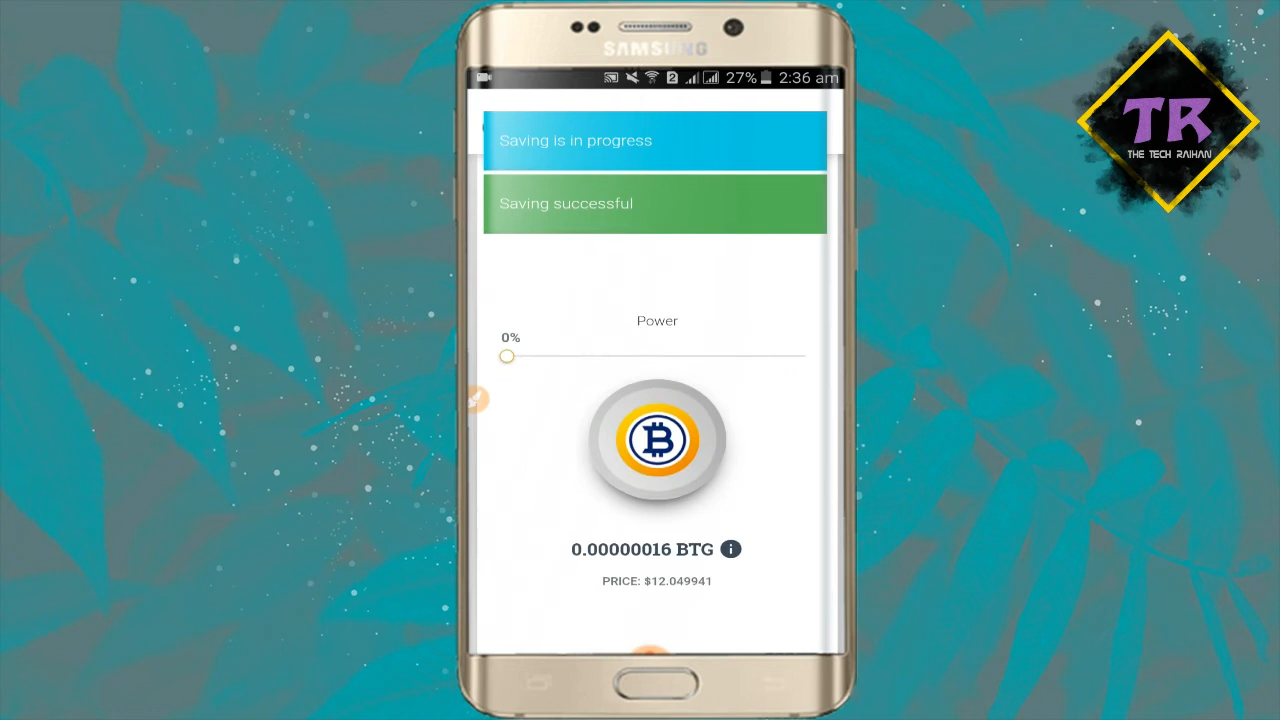 SAMSUNG
2 27% 2:36 am
Saving is in progress
Saving successful
Power
0%
0.00000016 BTG
PRICE: $12.049941
TR
THE TECH RAIHAN